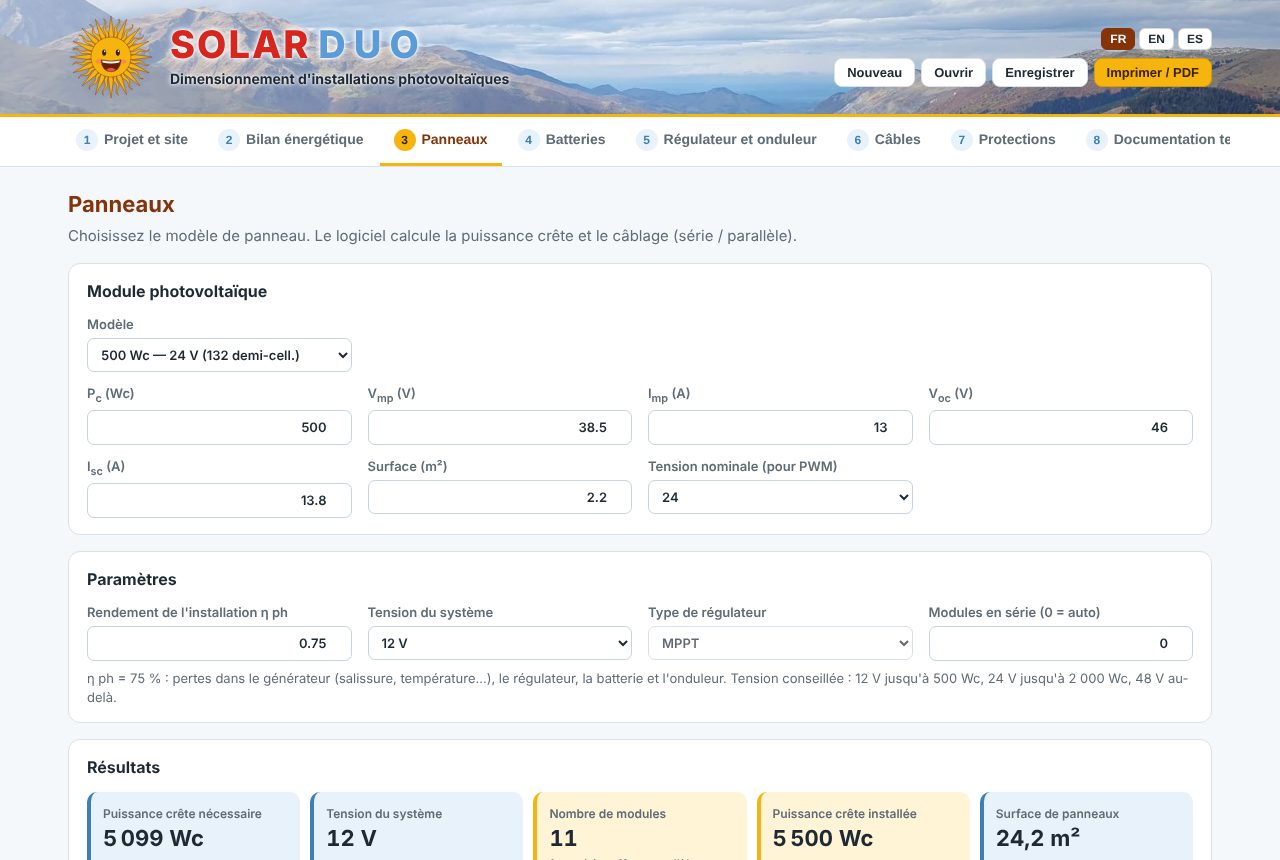 SOLAR DUO
Dimensionnement d'installations photovoltaïques
FR EN ES
Nouveau Ouvrir Enregistrer Imprimer / PDF
1 Projet et site 2 Bilan énergétique 3 Panneaux 4 Batteries 5 Régulateur et onduleur 6 Câbles 7 Protections 8 Documentation te
Panneaux
Choisissez le modèle de panneau. Le logiciel calcule la puissance crête et le câblage (série / parallèle).
Module photovoltaïque
Modèle
500 Wc — 24 V (132 demi-cell.)
Pc (Wc) Vmp (V) Imp (A) Voc (V)
500 38.5 13 46
Isc (A) Surface (m²) Tension nominale (pour PWM)
13.8 2.2 24
Paramètres
Rendement de l'installation η ph Tension du système Type de régulateur Modules en série (0 = auto)
0.75 12 V MPPT 0
η ph = 75 % : pertes dans le générateur (salissure, température…), le régulateur, la batterie et l'onduleur. Tension conseillée : 12 V jusqu'à 500 Wc, 24 V jusqu'à 2 000 Wc, 48 V au-
delà.
Résultats
Puissance crête nécessaire Tension du système Nombre de modules Puissance crête installée Surface de panneaux
5 099 Wc 12 V 11 5 500 Wc 24,2 m²